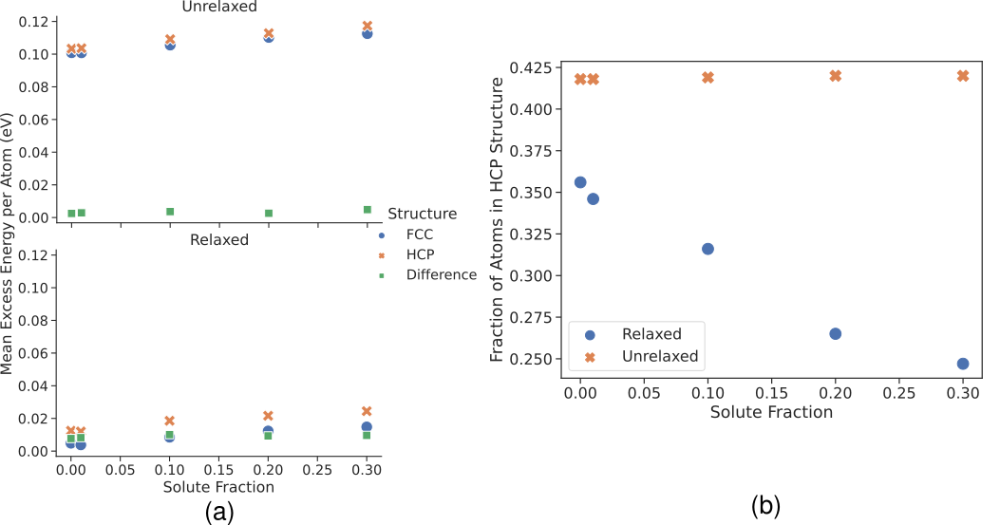 Unrelaxed
0.12
0.10
0.08
0.06
0.04
0.02
0.00
Mean Excess Energy per Atom (eV)
Structure
FCC
HCP
Difference
Relaxed
0.12
0.10
0.08
0.06
0.04
0.02
0.00
0.00 0.05 0.10 0.15 0.20 0.25 0.30
Solute Fraction
(a)
Fraction of Atoms in HCP Structure
0.425
0.400
0.375
0.350
0.325
0.300
0.275
0.250
Relaxed
Unrelaxed
0.00 0.05 0.10 0.15 0.20 0.25 0.30
Solute Fraction
(b)